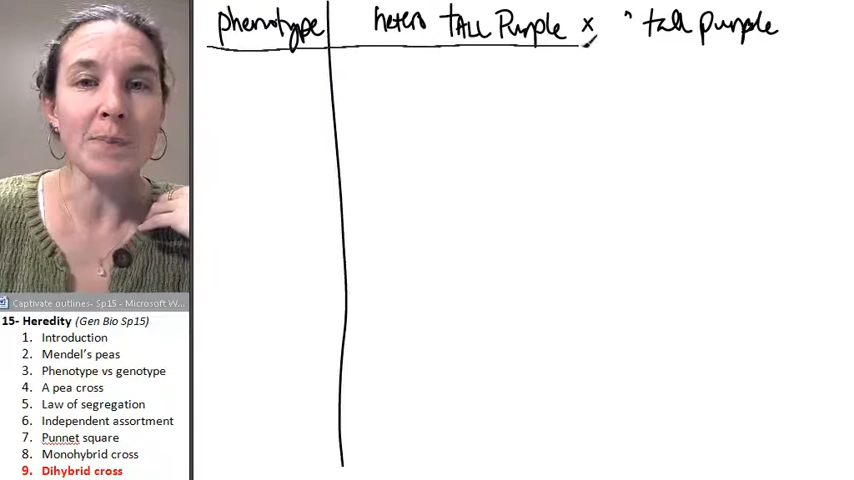 phenotype hetero TALL Purple x " tall purple
Captivate outlines- Sp15 - Microsoft W...
15- Heredity (Gen Bio Sp15)
1. Introduction
2. Mendel's peas
3. Phenotype vs genotype
4. A pea cross
5. Law of segregation
6. Independent assortment
7. Punnet square
8. Monohybrid cross
9. Dihybrid cross